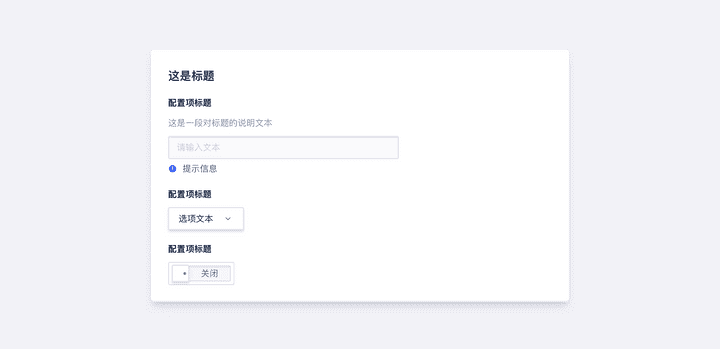 这是标题
配置项标题
这是一段对标题的说明文本
请输入文本
提示信息
配置项标题
选项文本
配置项标题
关闭